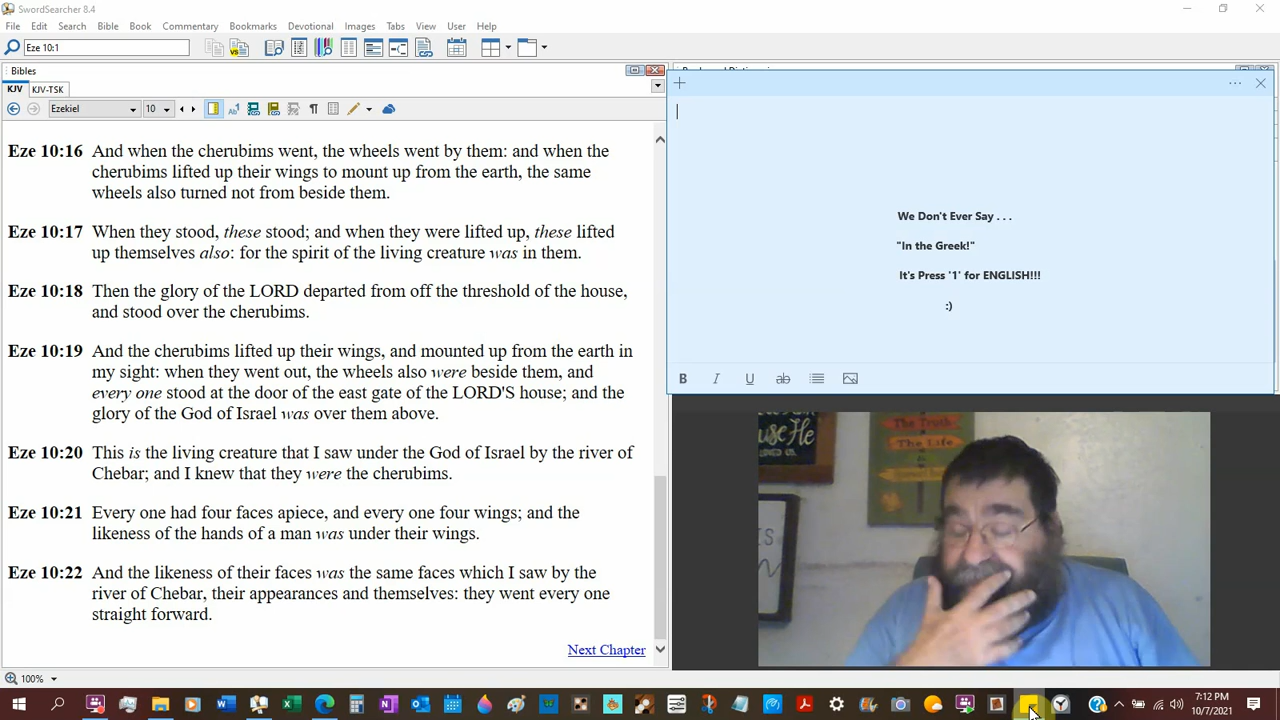 SwordSearcher 8.4
File Edit Search Bible Book Commentary Bookmarks Devotional Images Tabs View User Help
Eze 10:1
Bibles
KJV KJV-TSK
Ezekiel 10
Eze 10:16 And when the cherubims went, the wheels went by them: and when the
cherubims lifted up their wings to mount up from the earth, the same
wheels also turned not from beside them.
Eze 10:17 When they stood, these stood; and when they were lifted up, these lifted
up themselves also: for the spirit of the living creature was in them.
Eze 10:18 Then the glory of the LORD departed from off the threshold of the house,
and stood over the cherubims.
Eze 10:19 And the cherubims lifted up their wings, and mounted up from the earth in
my sight: when they went out, the wheels also were beside them, and
every one stood at the door of the east gate of the LORD'S house; and the
glory of the God of Israel was over them above.
Eze 10:20 This is the living creature that I saw under the God of Israel by the river of
Chebar; and I knew that they were the cherubims.
Eze 10:21 Every one had four faces apiece, and every one four wings; and the
likeness of the hands of a man was under their wings.
Eze 10:22 And the likeness of their faces was the same faces which I saw by the
river of Chebar, their appearances and themselves: they went every one
straight forward.
Next Chapter
100%
We Don't Ever Say . . .
"In the Greek!"
It's Press '1' for ENGLISH!!!
:)
B I U ab
The Truth
The Life
use He
7:12 PM
10/7/2021